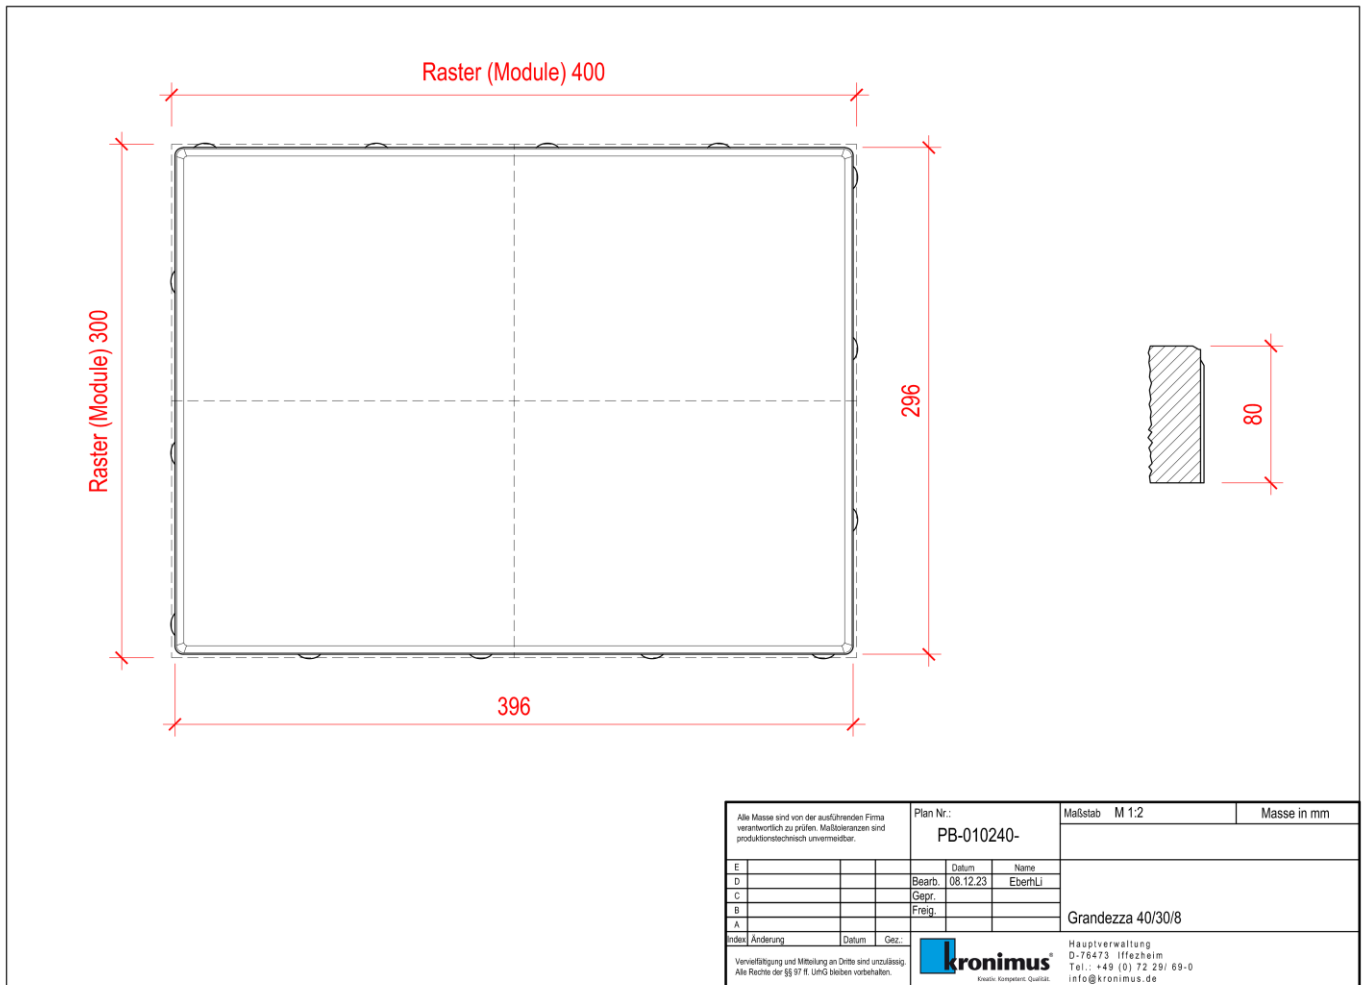 Raster (Module) 400
Raster (Module) 300
296
80
396
Alle Masse sind von der ausführenden Firma
verantwortlich zu prüfen. Maßtoleranzen sind
produktionstechnisch unvermeidbar.
Plan Nr.:
PB-010240-
Maßstab M 1:2
Masse in mm
E
D
C
B
A
Index Änderung Datum Gez.:
Datum Name
Bearb. 08.12.23 EberhLi
Gepr.
Freig.
Grandezza 40/30/8
Vervielfältigung und Mitteilung an Dritte sind unzulässig.
Alle Rechte der §§ 97 ff. UrhG bleiben vorbehalten.
kronimus®
Kreativ. Kompetent. Qualität.
Hauptverwaltung
D-76473 Iffezheim
Tel.: +49 (0) 72 29/ 69-0
info@kronimus.de